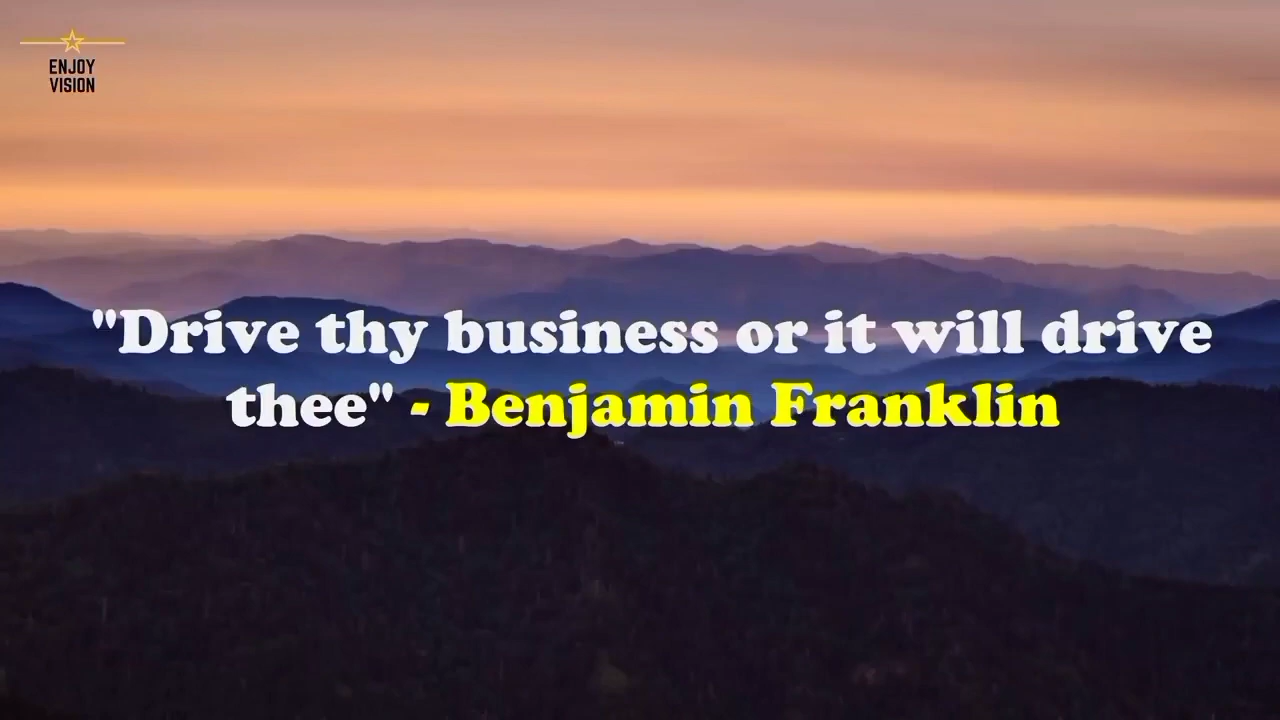 ENJOY
VISION
"Drive thy business or it will drive
thee" - Benjamin Franklin